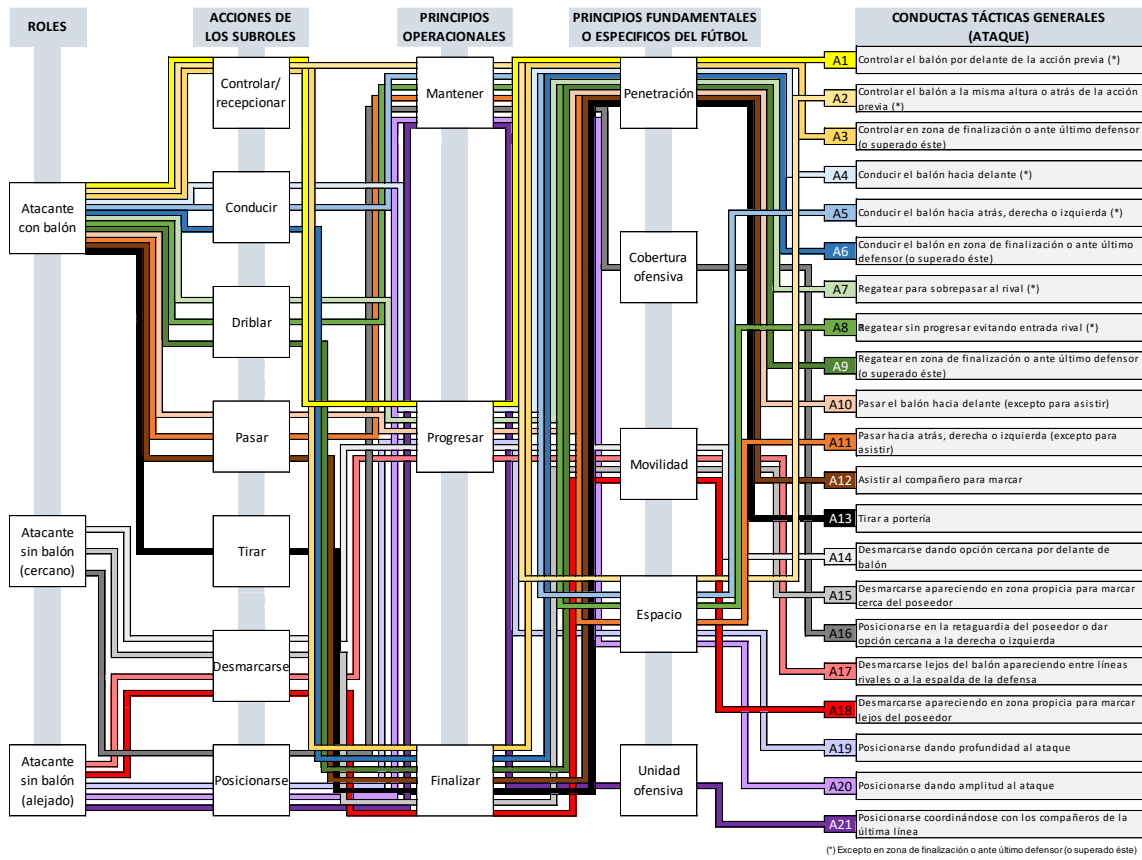 ROLES
ACCIONES DE
LOS SUBROLES
PRINCIPIOS
OPERACIONALES
PRINCIPIOS FUNDAMENTALES
O ESPECIFICOS DEL FÚTBOL
CONDUCTAS TÁCTICAS GENERALES
(ATAQUE)
Atacante
con balón
Atacante
sin balón
(cercano)
Atacante
sin balón
(alejado)
Controlar/
recepcionar
Conducir
Driblar
Pasar
Tirar
Desmarcarse
Posicionarse
Mantener
Progresar
Finalizar
Penetración
Cobertura
ofensiva
Movilidad
Espacio
Unidad
ofensiva
A1 Controlar el balón por delante de la acción previa (*)
A2 Controlar el balón a la misma altura o atrás de la acción
previa (*)
A3 Controlar en zona de finalización o ante último defensor
(o superado éste)
A4 Conducir el balón hacia delante (*)
A5 Conducir el balón hacia atrás, derecha o izquierda (*)
A6 Conducir el balón en zona de finalización o ante último
defensor (o superado éste)
A7 Regatear para sobrepasar al rival (*)
A8 Regatear sin progresar evitando entrada rival (*)
A9 Regatear en zona de finalización o ante último defensor
(o superado éste)
A10 Pasar el balón hacia delante (excepto para asistir)
A11 Pasar hacia atrás, derecha o izquierda (excepto para
asistir)
A12 Asistir al compañero para marcar
A13 Tirar a portería
A14 Desmarcarse dando opción cercana por delante de
balón
A15 Desmarcarse apareciendo en zona propicia para marcar
cerca del poseedor
A16 Posicionarse en la retaguardia del poseedor o dar
opción cercana a la derecha o izquierda
A17 Desmarcarse lejos del balón apareciendo entre líneas
rivales o a la espalda de la defensa
A18 Desmarcarse apareciendo en zona propicia para marcar
lejos del poseedor
A19 Posicionarse dando profundidad al ataque
A20 Posicionarse dando amplitud al ataque
A21 Posicionarse coordinándose con los compañeros de la
última línea
(*) Excepto en zona de finalización o ante último defensor (o superado éste)